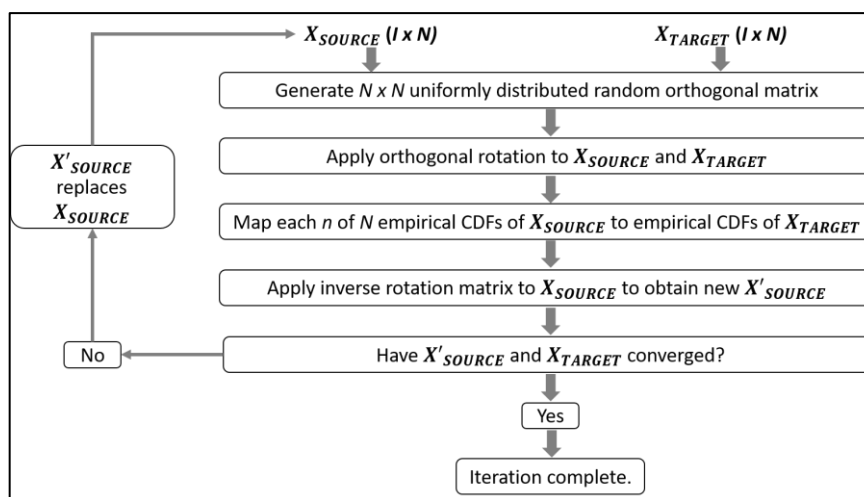 X_SOURCE (I x N)
X_TARGET (I x N)
Generate N x N uniformly distributed random orthogonal matrix
Apply orthogonal rotation to X_SOURCE and X_TARGET
X'_SOURCE
replaces
X_SOURCE
Map each n of N empirical CDFs of X_SOURCE to empirical CDFs of X_TARGET
Apply inverse rotation matrix to X_SOURCE to obtain new X'_SOURCE
No
Have X'_SOURCE and X_TARGET converged?
Yes
Iteration complete.